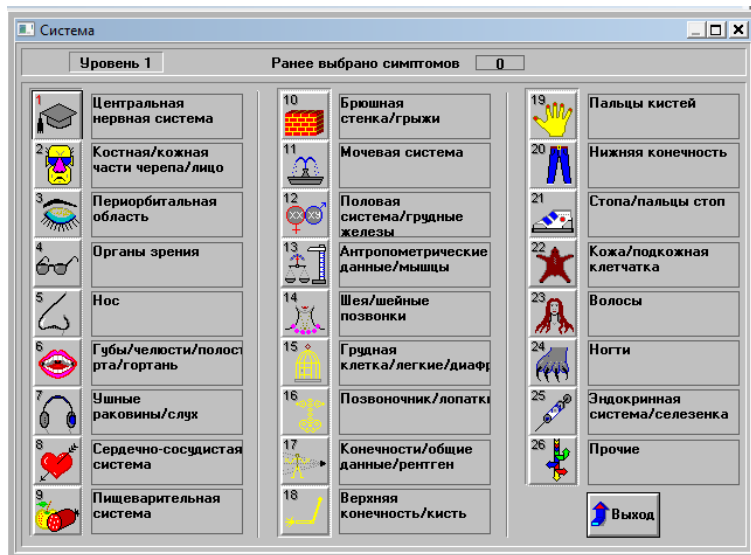 Система
Уровень 1
Ранее выбрано симптомов 0
1
Центральная
нервная система
2
Костная/кожная
части черепа/лицо
3
Периорбитальная
область
4
Органы зрения
5
Нос
6
Губы/челюсти/полост
рта/гортань
7
Ушные
раковины/слух
8
Сердечно-сосудистая
система
9
Пищеварительная
система
10
Брюшная
стенка/грыжи
11
Мочевая система
12
XX XY
Половая
система/грудные
железы
13
Антропометрические
данные/мышцы
14
Шея/шейные
позвонки
15
Грудная
клетка/легкие/диафр
16
Позвоночник/лопатки
17
Конечности/общие
данные/рентген
18
Верхняя
конечность/кисть
19
Пальцы кистей
20
Нижняя конечность
21
Стопа/пальцы стоп
22
Кожа/подкожная
клетчатка
23
Волосы
24
Ногти
25
Эндокринная
система/селезенка
26
Прочие
Выход